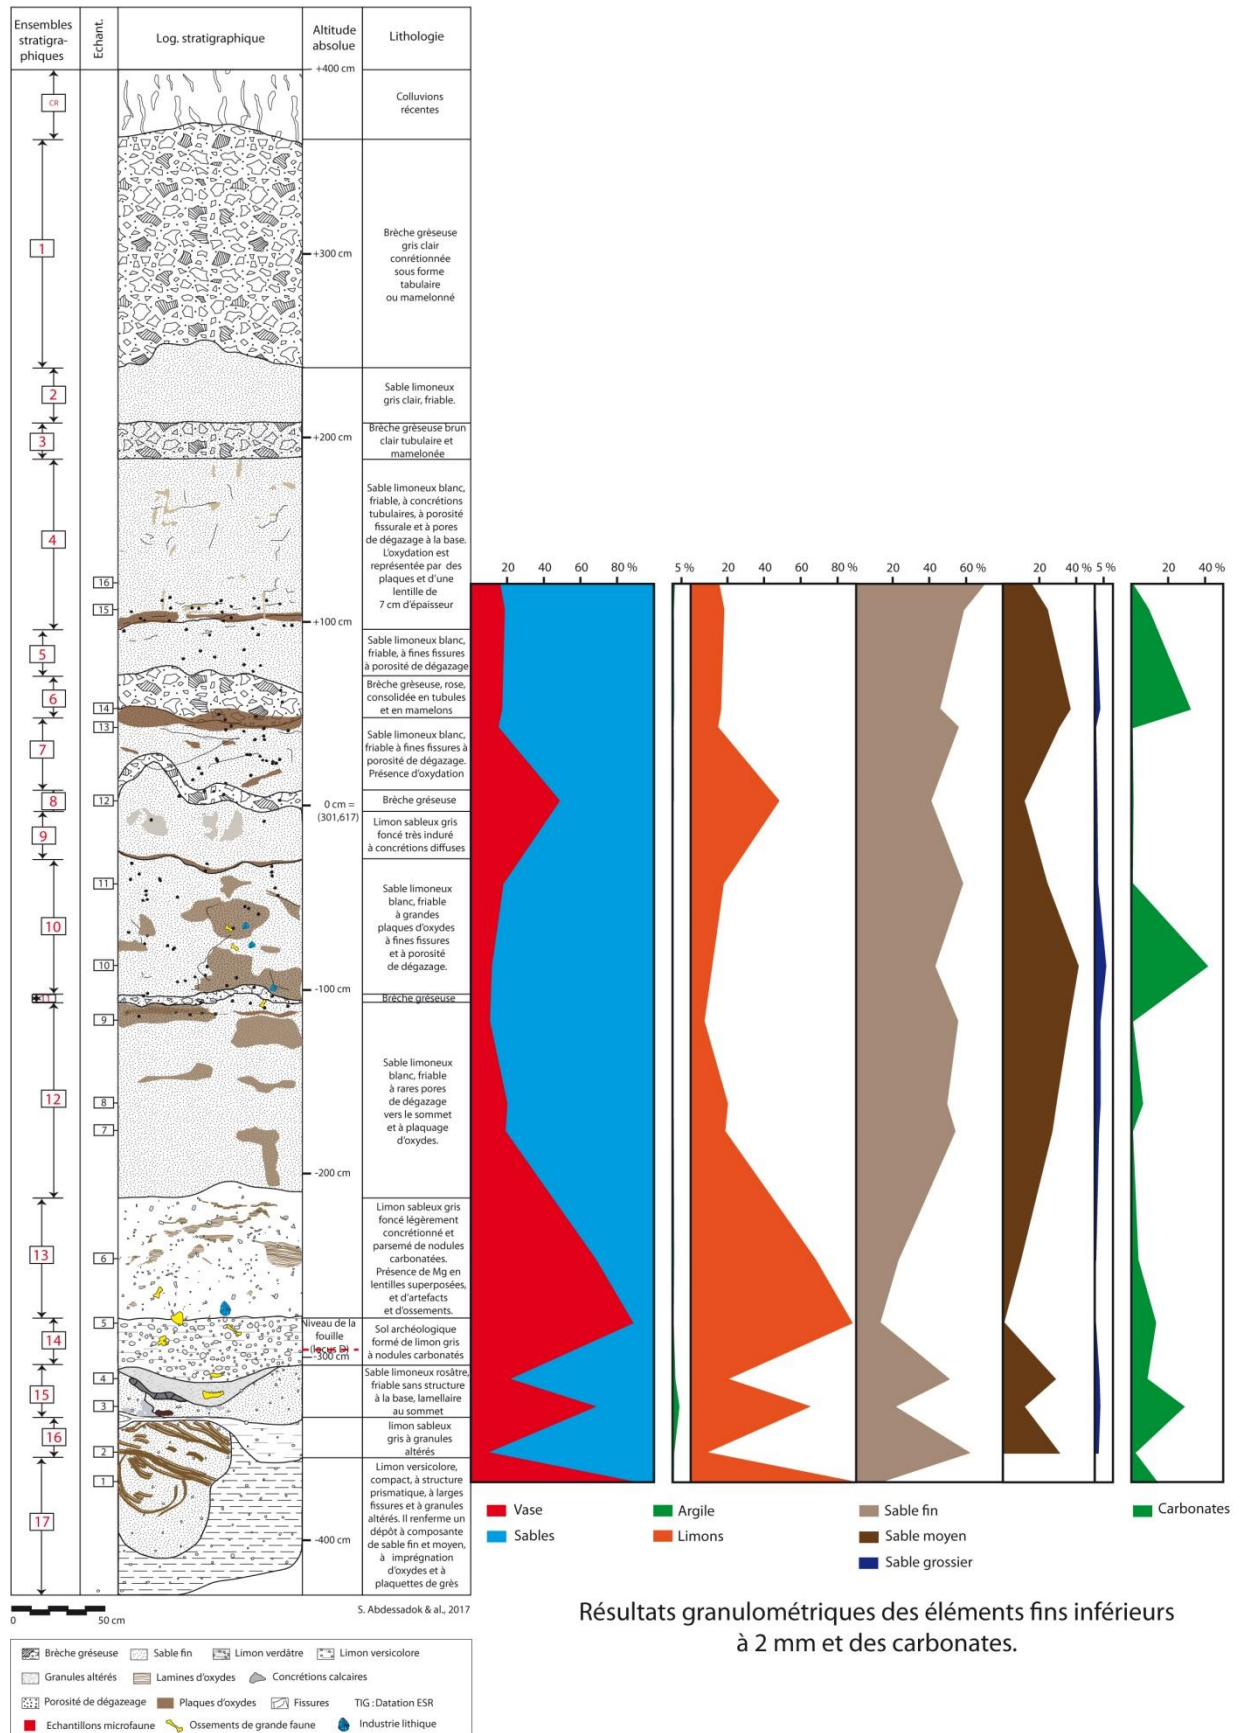 Ensembles
stratigra-
phiques
Echant.
Log. stratigraphique
Altitude
absolue
Lithologie
+400 cm
CR
Colluvions
récentes
1
+300 cm
Brèche grèseuse
gris clair
conrétionnée
sous forme
tabulaire
ou mamelonné
2
Sable limoneux
gris clair, friable.
3
+200 cm
Brèche grèseuse brun
clair tubulaire et
mamelonée
4
16
15
Sable limoneux blanc,
friable, à concrétions
tubulaires, à porosité
fissurale et à pores
de dégazage à la base.
L'oxydation est
représentée par des
plaques et d'une
lentille de
7 cm d'épaisseur
+100 cm
5
Sable limoneux blanc,
friable, à fines fissures
à porosité de dégazage
6
14
Brèche grèseuse, rose,
consolidée en tubules
et en mamelons
7
13
Sable limoneux blanc,
friable à fines fissures à
porosité de dégazage.
Présence d'oxydation
8
12
0 cm =
(301,617)
Brèche gréseuse
9
Limon sableux gris
foncé très induré
à concrétions diffuses
10
11
10
Sable limoneux
blanc, friable
à grandes
plaques d'oxydes
à fines fissures
et à porosité
de dégazage.
-100 cm
11
Brèche gréseuse
12
9
8
7
Sable limoneux
blanc, friable
à rares pores
de dégazage
vers le sommet
et à plaquage
d'oxydes.
-200 cm
13
6
Limon sableux gris
foncé légèrement
concrétionné et
parsemé de nodules
carbonatées.
Présence de Mg en
lentilles superposées,
et d'artefacts
et d'ossements.
14
5
Niveau de la
fouille
(locus D)
-300 cm
Sol archéologique
formé de limon gris
à nodules carbonatés
15
4
3
Sable limoneux rosâtre,
friable sans structure
à la base, lamellaire
au sommet
16
2
limon sableux
gris à granules
altérés
17
1
-400 cm
Limon versicolore,
compact, à structure
prismatique, à larges
fissures et à granules
altérés. Il renferme un
dépôt à composante
de sable fin et moyen,
à imprégnation
d'oxydes et à
plaquettes de grès
20 40 60 80 %
5 %
20 40 80 %
20 40 60 %
20 40 %
5 %
20 40 %
Vase
Sables
Argile
Limons
Sable fin
Sable moyen
Sable grossier
Carbonates
0 50 cm
S. Abdessadok & al., 2017
Résultats granulométriques des éléments fins inférieurs
à 2 mm et des carbonates.
Brèche gréseuse Sable fin Limon verdâtre Limon versicolore
Granules altérés Lamines d'oxydes Concrétions calcaires
Porosité de dégazeage Plaques d'oxydes Fissures TIG : Datation ESR
Echantillons microfaune Ossements de grande faune Industrie lithique